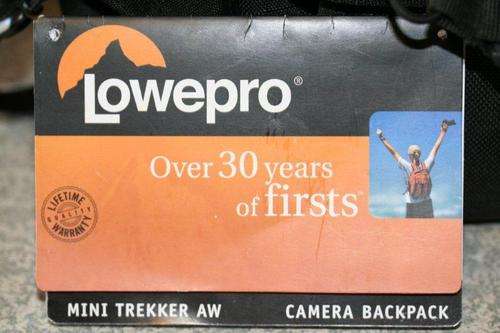 Lowepro®
Over 30 years
of firsts™
LIFETIME
QUALITY
WARRANTY
MINI TREKKER AW
CAMERA BACKPACK